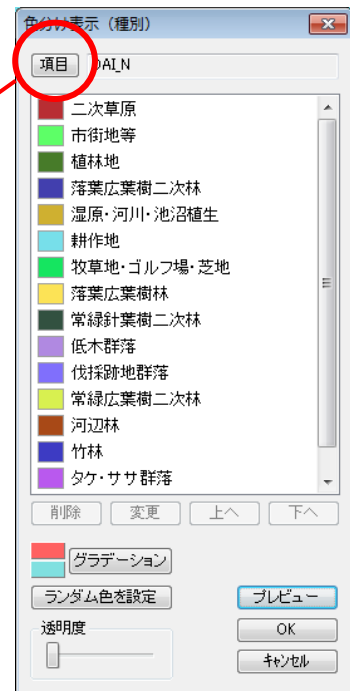 色分け表示（種別）
項目 DAI_N
二次草原
市街地等
植林地
落葉広葉樹二次林
湿原・河川・池沼植生
耕作地
牧草地・ゴルフ場・芝地
落葉広葉樹林
常緑針葉樹二次林
低木群落
伐採跡地群落
常緑広葉樹二次林
河辺林
竹林
タケ・ササ群落
削除 変更 上へ 下へ
グラデーション
ランダム色を設定 プレビュー
透明度 OK
キャンセル